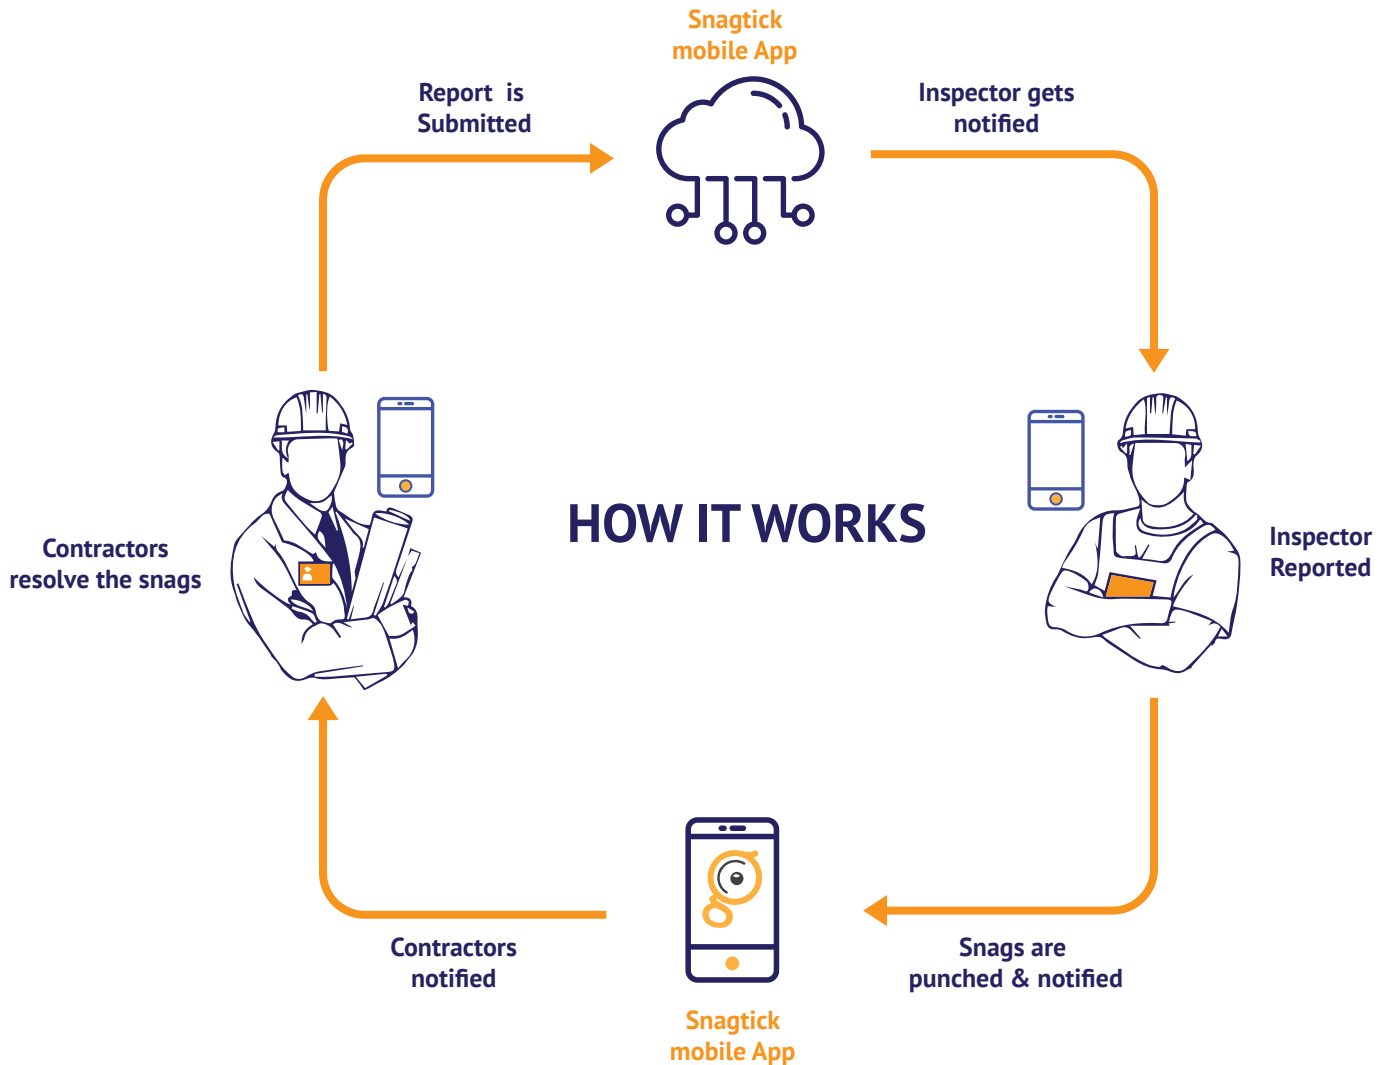 Snagtick
mobile App
Report is
Submitted
Inspector gets
notified
HOW IT WORKS
Contractors
resolve the snags
Inspector
Reported
Contractors
notified
Snags are
punched & notified
Snagtick
mobile App